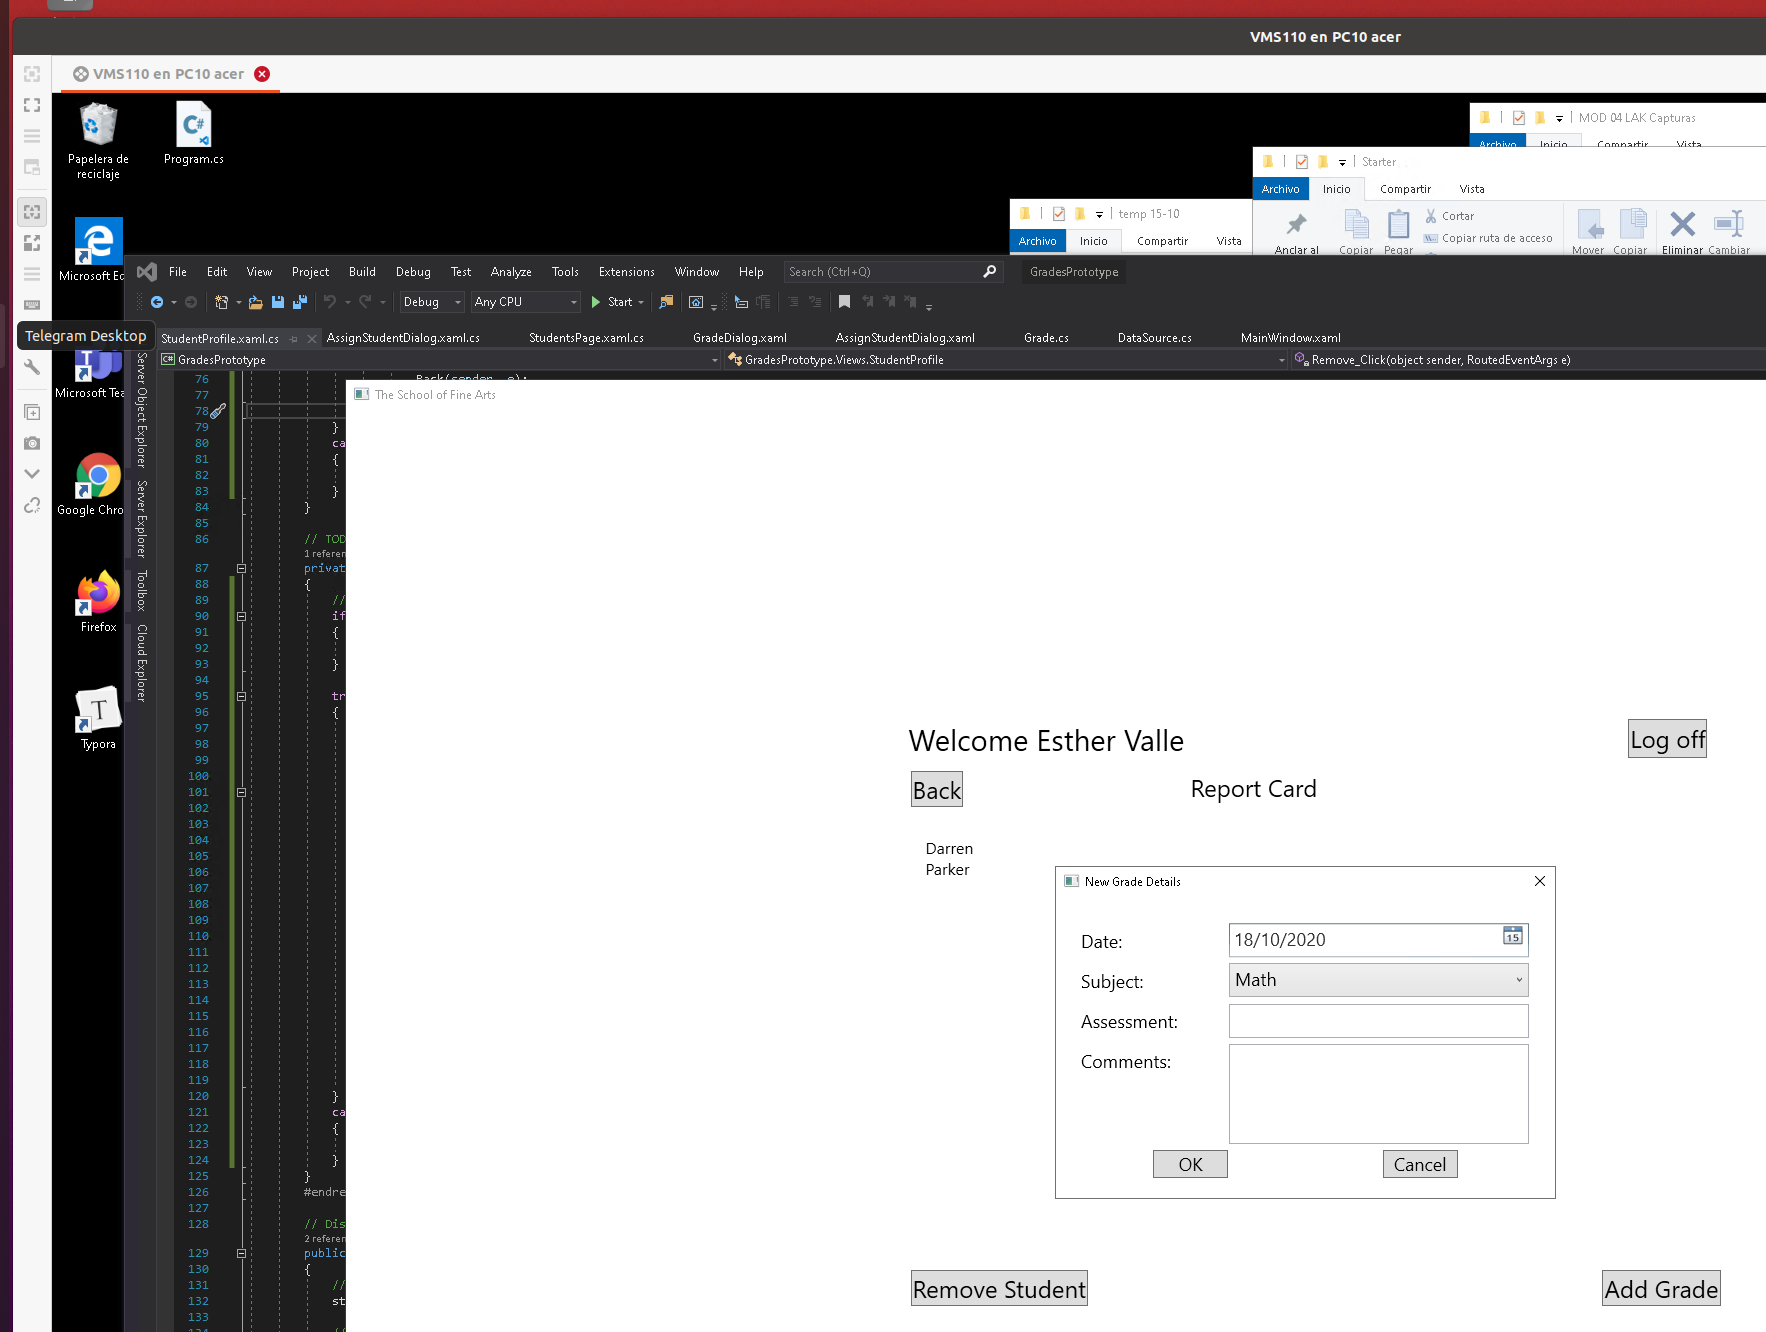 VMS110 en PC10 acer
VMS110 en PC10 acer
Papelera de
reciclaje
Program.cs
MOD 04 LAK Capturas
Archivo Inicio Compartir Vista
Starter
Archivo Inicio Compartir Vista
Cortar
Copiar ruta de acceso
Anclar al Copiar Pegar Mover Copiar Eliminar Cambiar
temp 15-10
Archivo Inicio Compartir Vista
Microsoft Ed
File Edit View Project Build Debug Test Analyze Tools Extensions Window Help Search (Ctrl+Q) GradesPrototype
Debug Any CPU Start
Telegram Desktop
StudentProfile.xaml.cs AssignStudentDialog.xaml.cs StudentsPage.xaml.cs GradeDialog.xaml AssignStudentDialog.xaml Grade.cs DataSource.cs MainWindow.xaml
GradesPrototype GradesPrototype.Views.StudentProfile Remove_Click(object sender, RoutedEventArgs e)
Microsoft Tea
Google Chro
Firefox
Typora
Server Object Explorer
Server Explorer
Toolbox
Cloud Explorer
76 Back(sender, e);
77
78
79 }
80 ca
81 {
82
83 }
84 }
85
86 // TOD
1 referen
87 privat
88 {
89 //
90 if
91 {
92
93 }
94
95 tr
96 {
97
98
99
100
101
102
103
104
105
106
107
108
109
110
111
112
113
114
115
116
117
118
119
120 }
121 ca
122 {
123
124 }
125 }
126 #endre
127
128 // Dis
2 referen
129 public
130 {
131 //
132 st
133
The School of Fine Arts
Welcome Esther Valle
Log off
Back
Report Card
Darren
Parker
New Grade Details
Date: 18/10/2020
15
Subject: Math
Assessment:
Comments:
OK Cancel
Remove Student
Add Grade